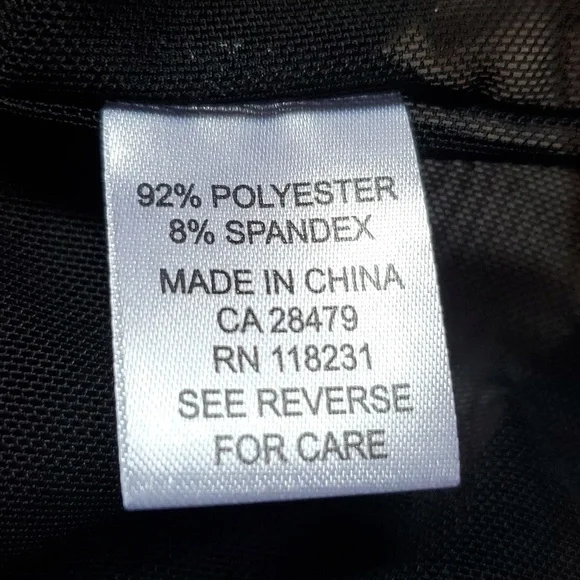 92% POLYESTER
8% SPANDEX
MADE IN CHINA
CA 28479
RN 118231
SEE REVERSE
FOR CARE